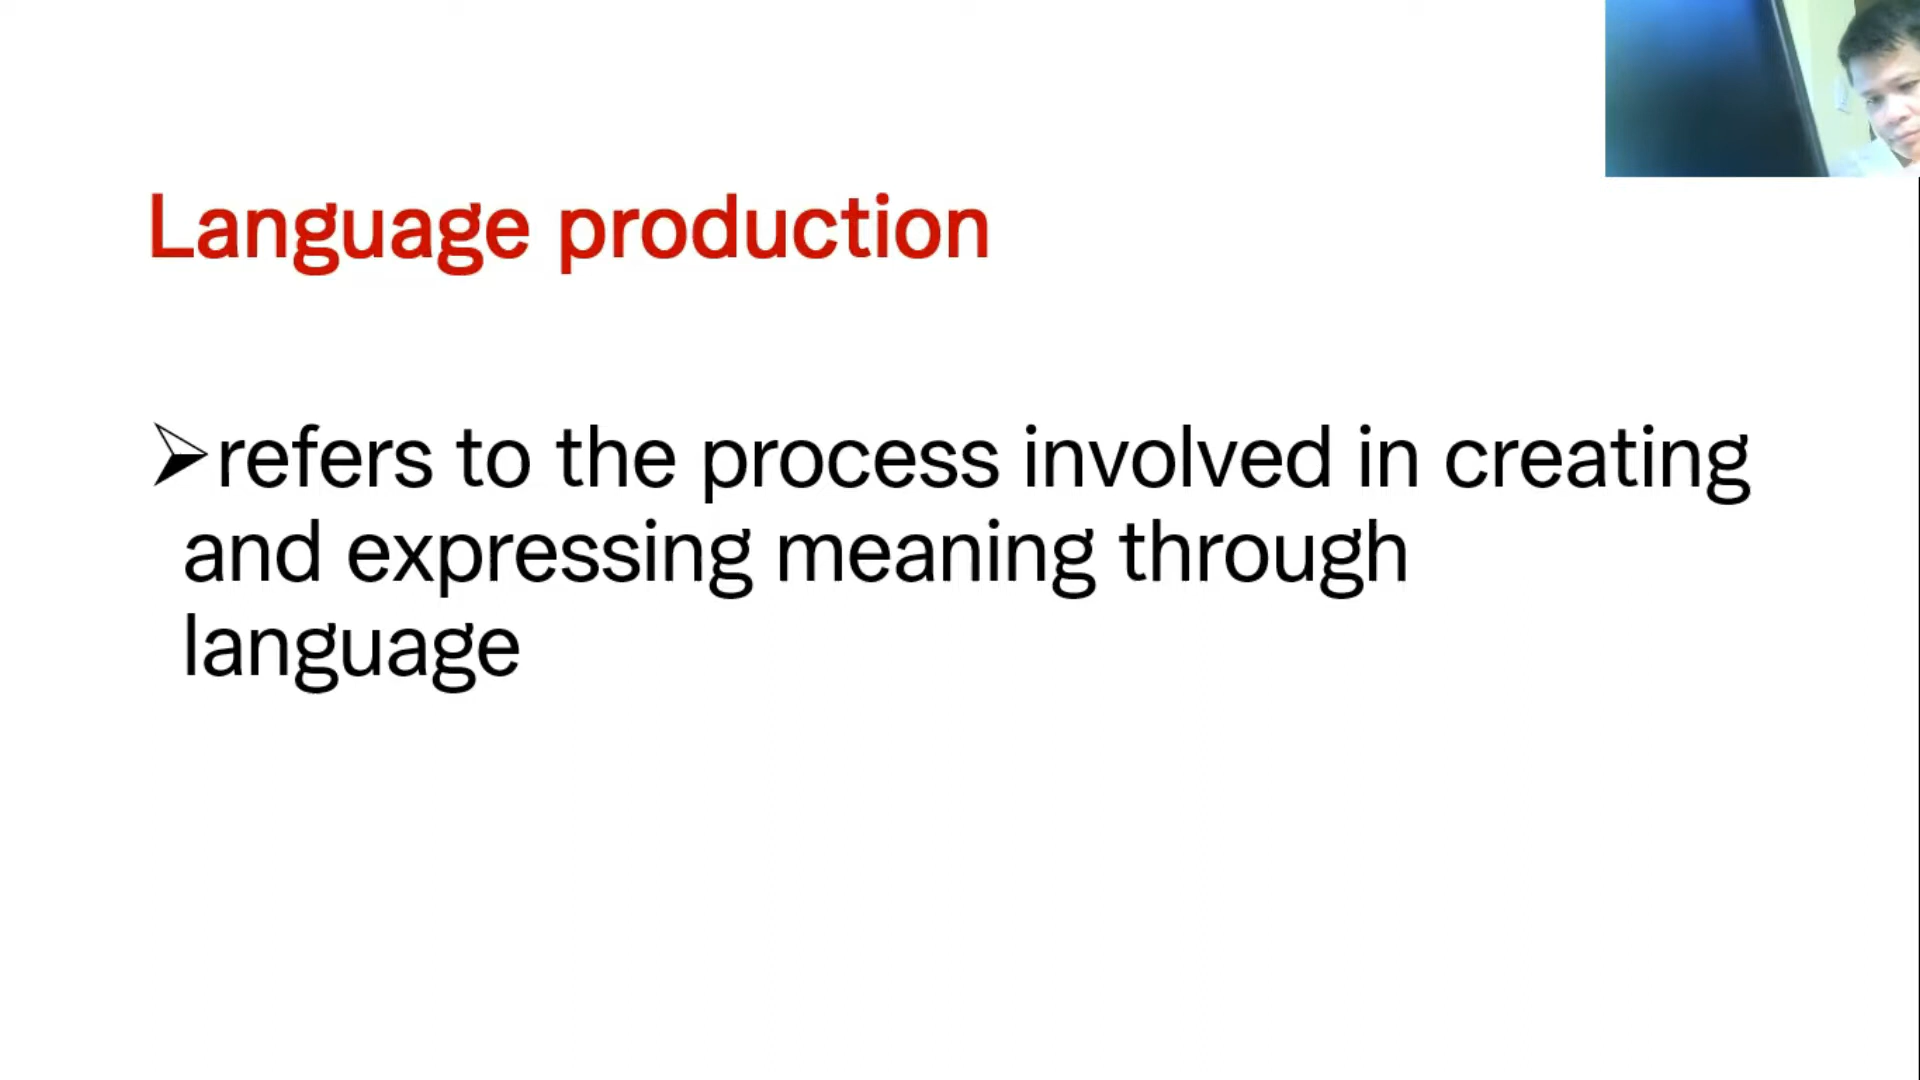 Language production
➢refers to the process involved in creating
and expressing meaning through
language